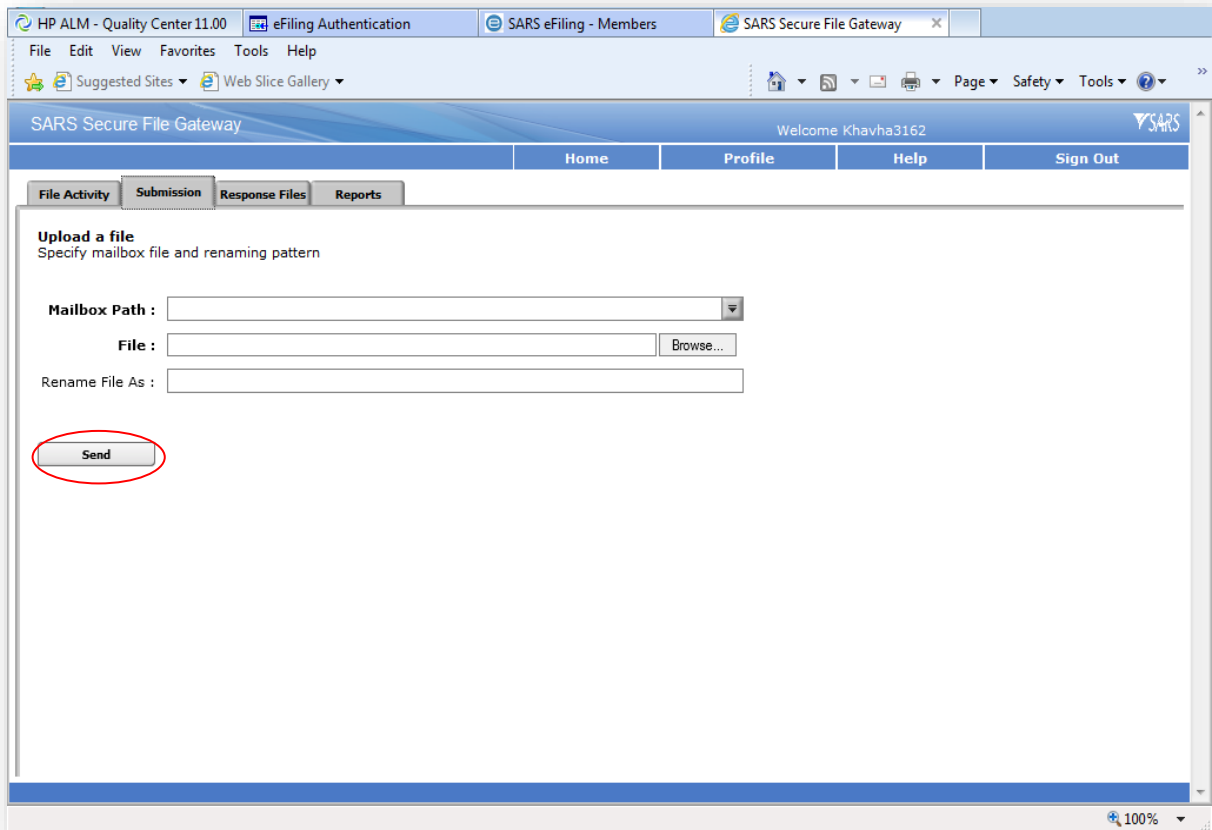 HP ALM - Quality Center 11.00 eFiling Authentication SARS eFiling - Members SARS Secure File Gateway ×
File Edit View Favorites Tools Help
Suggested Sites Web Slice Gallery Page Safety Tools »
SARS Secure File Gateway Welcome Khavha3162 SARS
Home Profile Help Sign Out
File Activity Submission Response Files Reports
Upload a file
Specify mailbox file and renaming pattern
Mailbox Path :
File : Browse...
Rename File As :
Send
100%